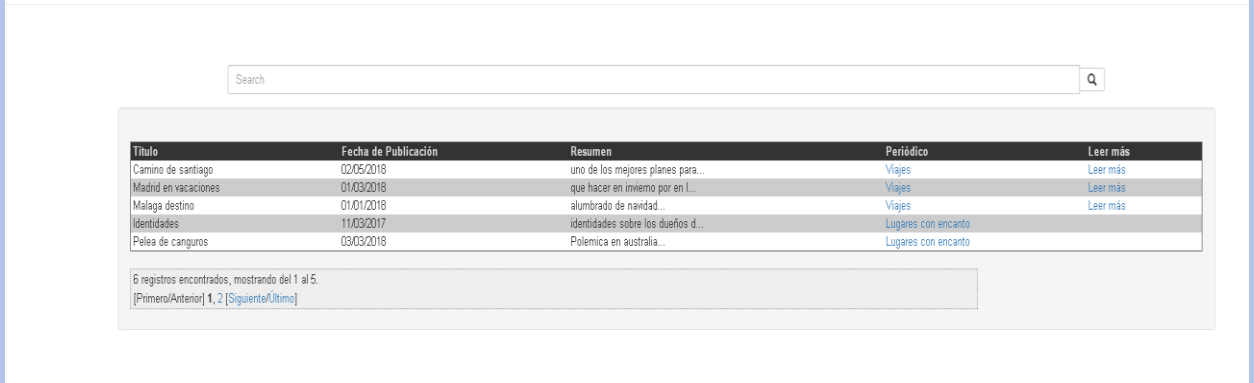 Search
Título Fecha de Publicación Resumen Periódico Leer más
Camino de santiago 02/05/2018 uno de los mejores planes para... Viajes Leer más
Madrid en vacaciones 01/03/2018 que hacer en invierno por en l... Viajes Leer más
Malaga destino 01/01/2018 alumbrado de navidad... Viajes Leer más
Identidades 11/03/2017 identidades sobre los dueños d... Lugares con encanto
Pelea de canguros 03/03/2018 Polemica en australia... Lugares con encanto
6 registros encontrados, mostrando del 1 al 5.
[Primero/Anterior] 1, 2 [Siguiente/Último]